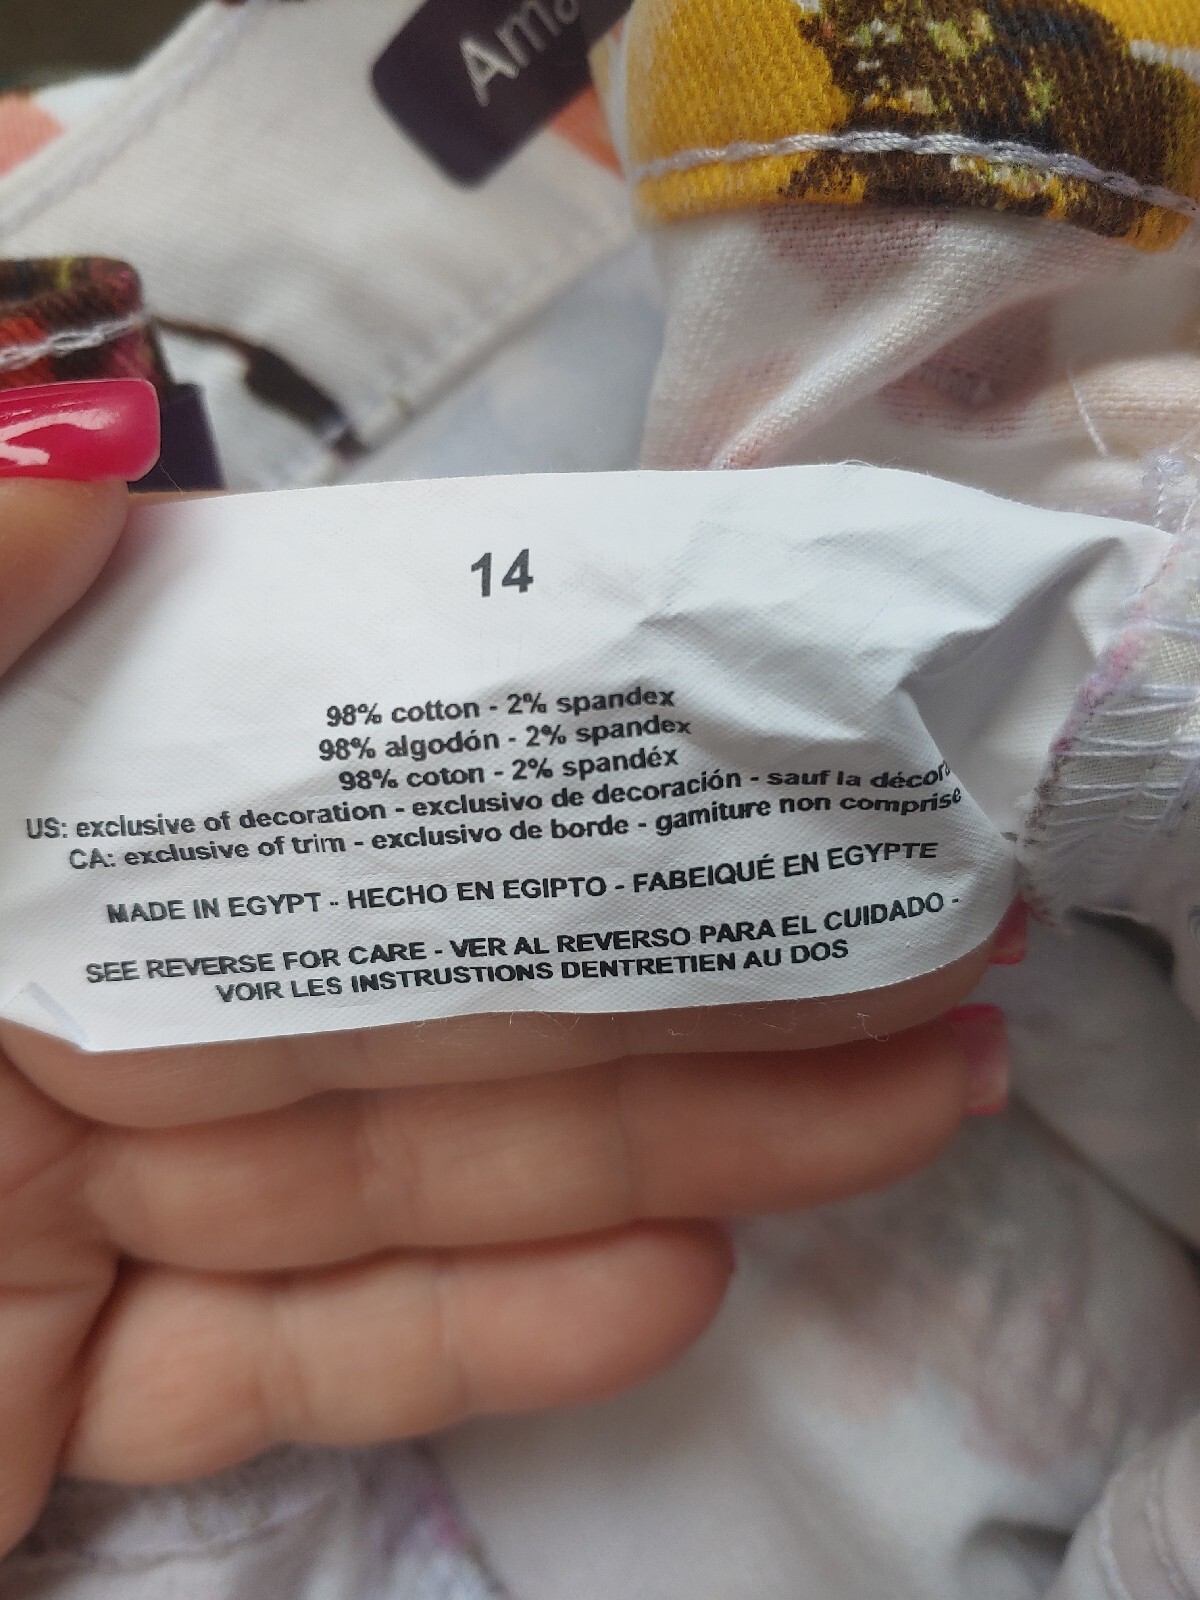 14
98% cotton - 2% spandex
98% algodón - 2% spandex
98% coton - 2% spandéx
US: exclusive of decoration - exclusivo de decoración - sauf la décora
CA: exclusive of trim - exclusivo de borde - gamiture non comprise
MADE IN EGYPT - HECHO EN EGIPTO - FABEIQUÉ EN EGYPTE
SEE REVERSE FOR CARE - VER AL REVERSO PARA EL CUIDADO -
VOIR LES INSTRUSTIONS DENTRETIEN AU DOS